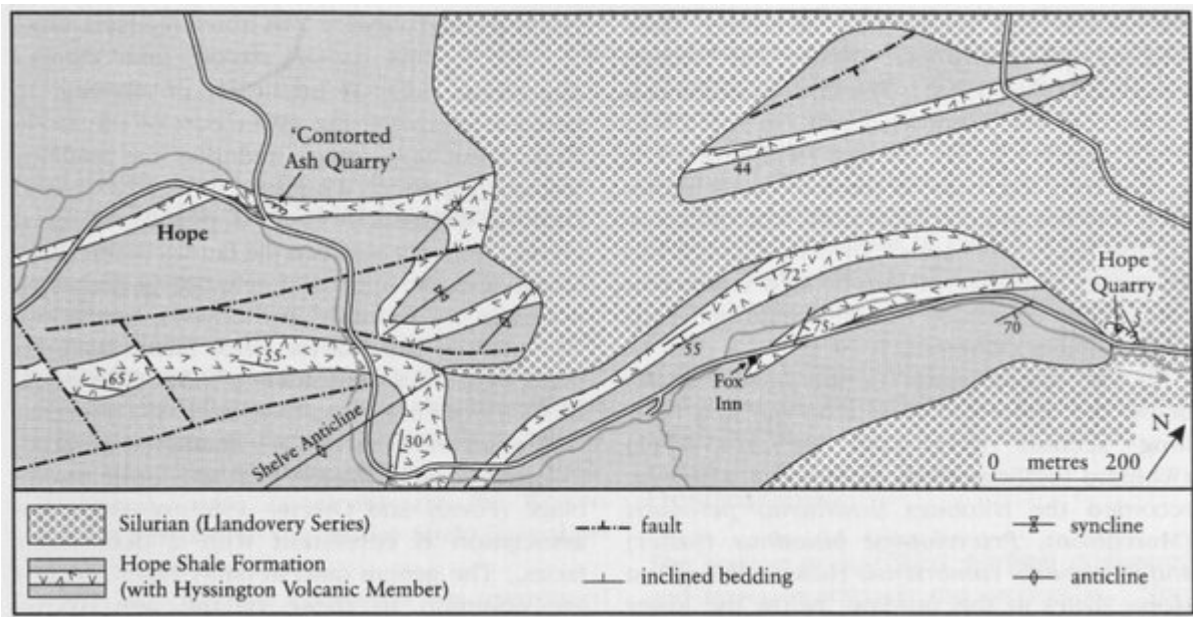 'Contorted
Ash Quarry'
44
Hope
Hope
Quarry
72
75
70
55
55
65
Fox
Inn
Shelve Anticline
30
N
0 metres 200
Silurian (Llandovery Series)
fault
syncline
Hope Shale Formation
(with Hyssington Volcanic Member)
inclined bedding
anticline